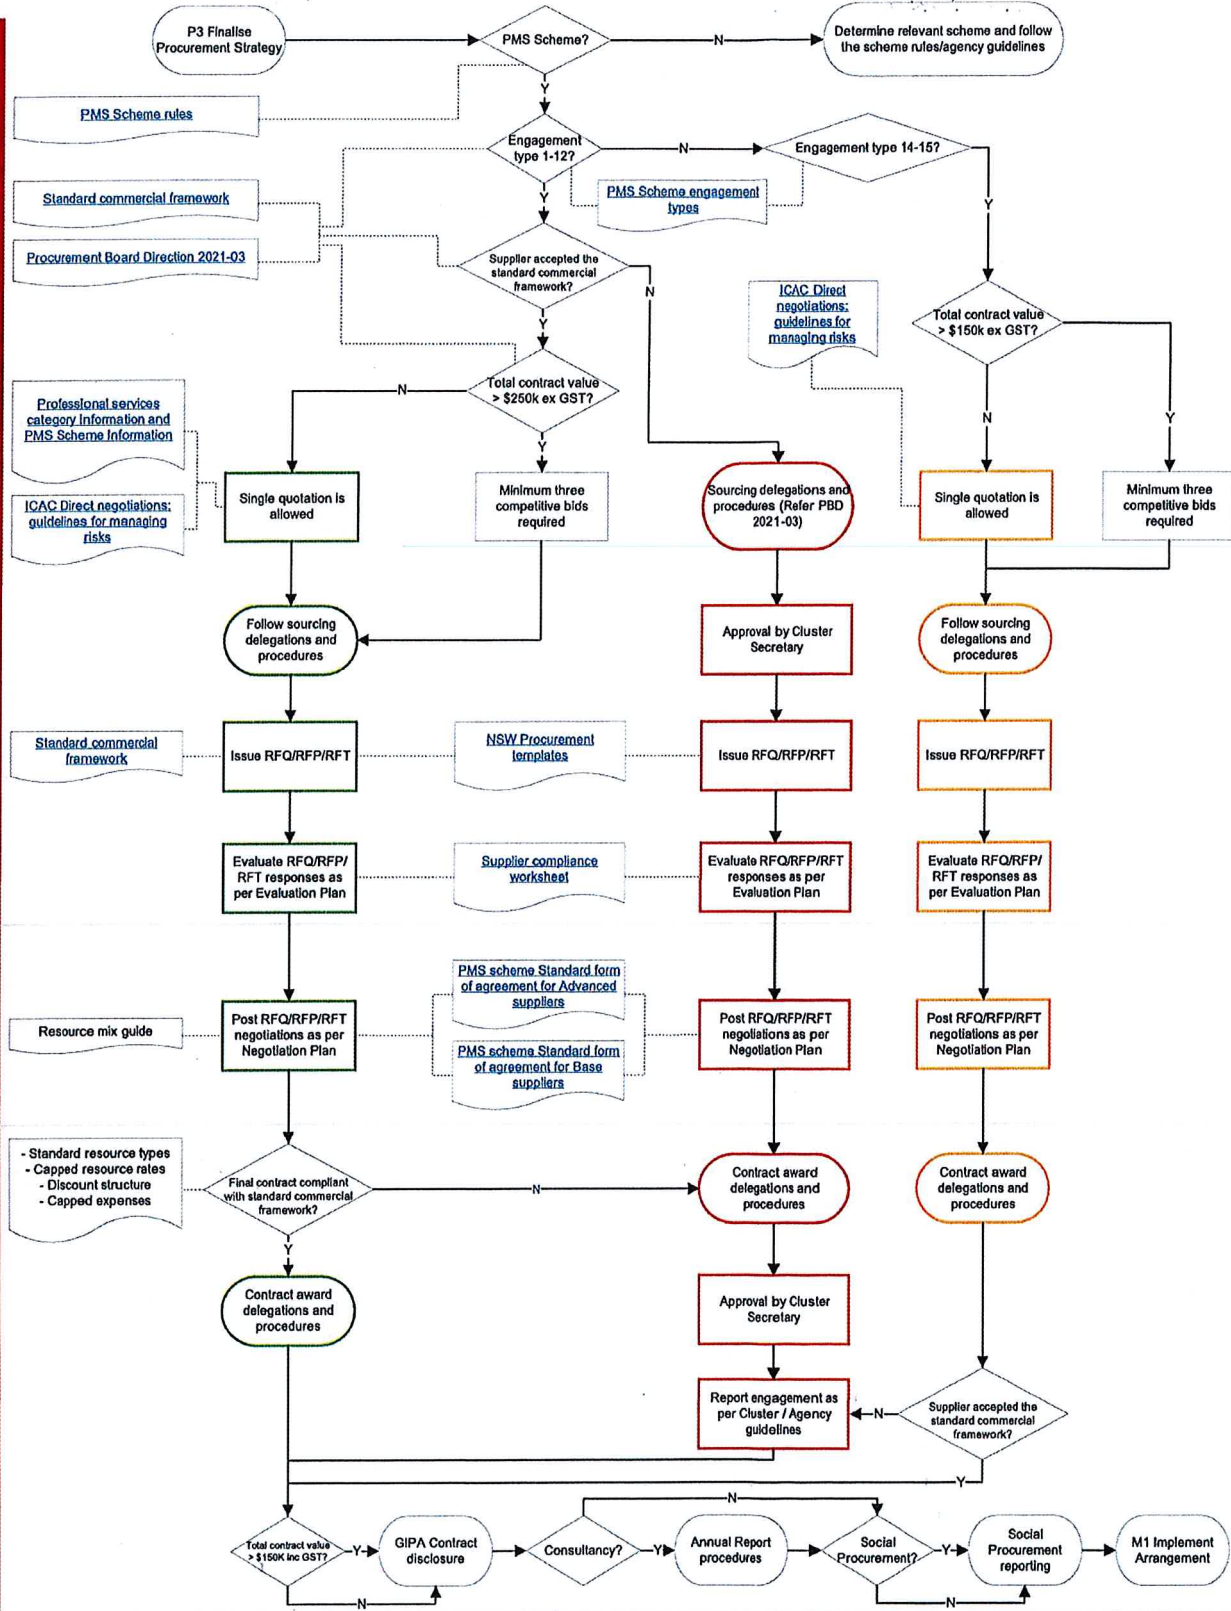 P3 Finalise
Procurement Strategy
PMS Scheme?
N
Determine relevant scheme and follow
the scheme rules/agency guidelines
Y
PMS Scheme rules
Engagement
type 1-12?
N
Engagement type 14-15?
Y
PMS Scheme engagement
types
Y
Standard commercial framework
Procurement Board Direction 2021-03
Supplier accepted the
standard commercial
framework?
N
Y
ICAC Direct
negotiations:
guidelines for
managing risks
Total contract value
> $150k ex GST?
N
Y
Total contract value
> $250k ex GST?
N
Y
Professional services
category information and
PMS Scheme Information
ICAC Direct negotiations:
guidelines for managing
risks
Single quotation is
allowed
Minimum three
competitive bids
required
Sourcing delegations and
procedures (Refer PBD
2021-03)
Single quotation is
allowed
Minimum three
competitive bids
required
Follow sourcing
delegations and
procedures
Approval by Cluster
Secretary
Follow sourcing
delegations and
procedures
Standard commercial
framework
Issue RFQ/RFP/RFT
NSW Procurement
templates
Issue RFQ/RFP/RFT
Issue RFQ/RFP/RFT
Evaluate RFQ/RFP/
RFT responses as
per Evaluation Plan
Supplier compliance
worksheet
Evaluate RFQ/RFP/RFT
responses as per
Evaluation Plan
Evaluate RFQ/RFP/
RFT responses as
per Evaluation Plan
Resource mix guide
Post RFQ/RFP/RFT
negotiations as per
Negotiation Plan
PMS scheme Standard form
of agreement for Advanced
suppliers
PMS scheme Standard form
of agreement for Base
suppliers
Post RFQ/RFP/RFT
negotiations as per
Negotiation Plan
Post RFQ/RFP/RFT
negotiations as per
Negotiation Plan
- Standard resource types
- Capped resource rates
- Discount structure
- Capped expenses
Final contract compliant
with standard commercial
framework?
N
Y
Contract award
delegations and
procedures
Contract award
delegations and
procedures
Contract award
delegations and
procedures
Approval by Cluster
Secretary
Report engagement as
per Cluster / Agency
guidelines
N
Supplier accepted the
standard commercial
framework?
Y
Total contract value
> $150K inc GST?
Y
N
GIPA Contract
disclosure
Consultancy?
N
Y
Annual Report
procedures
Social
Procurement?
Y
N
Social
Procurement
reporting
M1 Implement
Arrangement